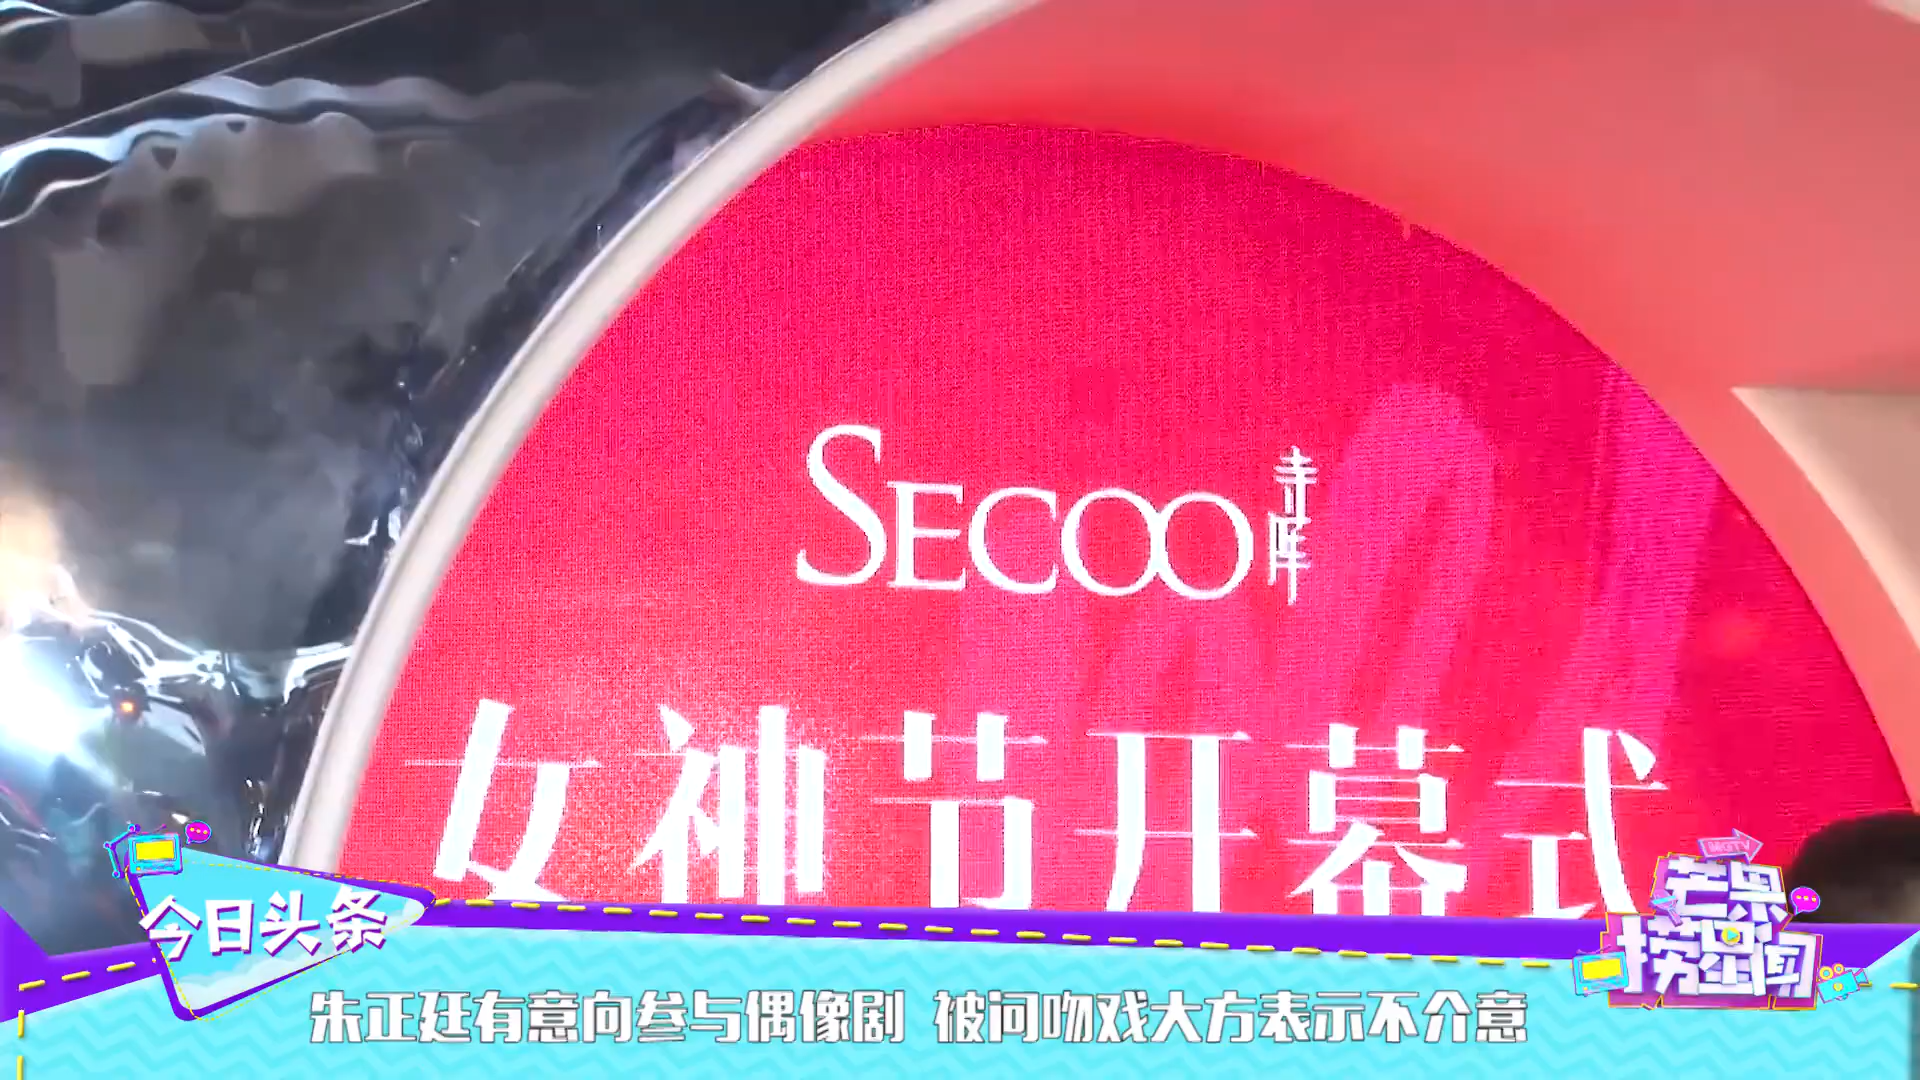 SECOO 寺库
女神节开幕式
MGTV
芒果
捞乐闻
今日头条
朱正廷有意向参与偶像剧 被问吻戏大方表示不介意